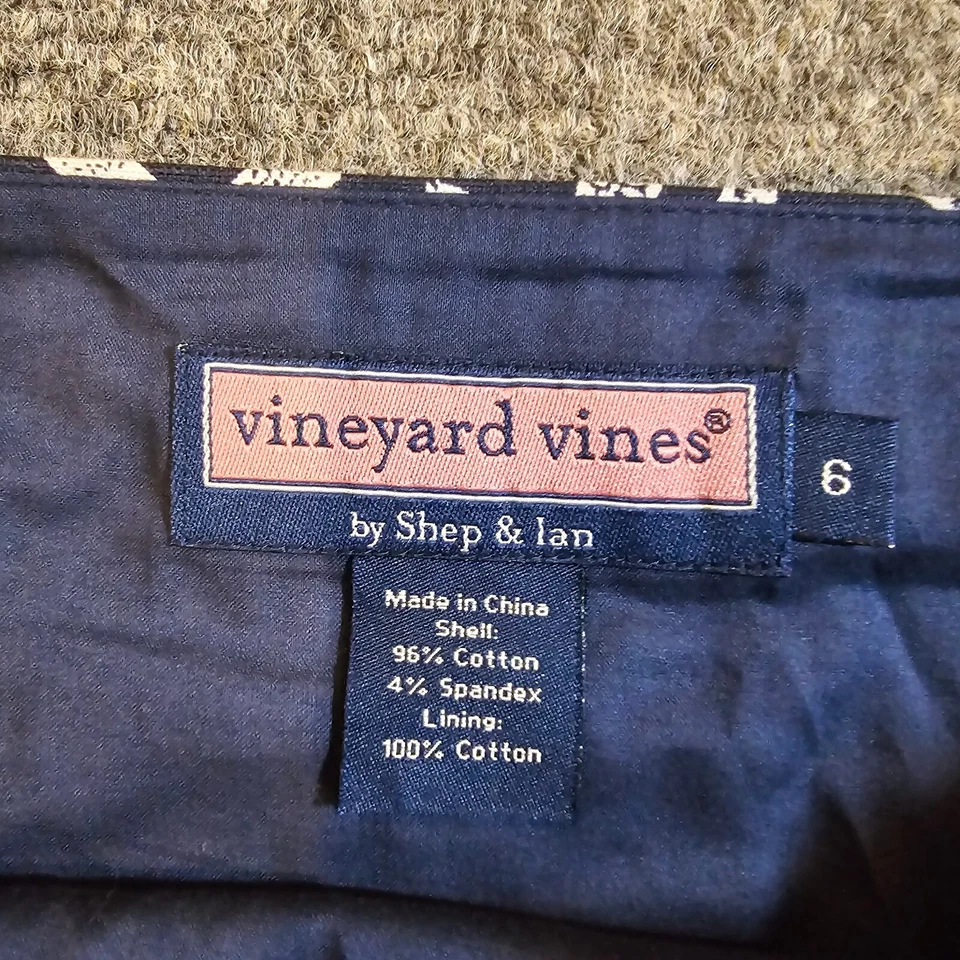 vineyard vines®
by Shep & Ian
6
Made in China
Shell:
96% Cotton
4% Spandex
Lining:
100% Cotton